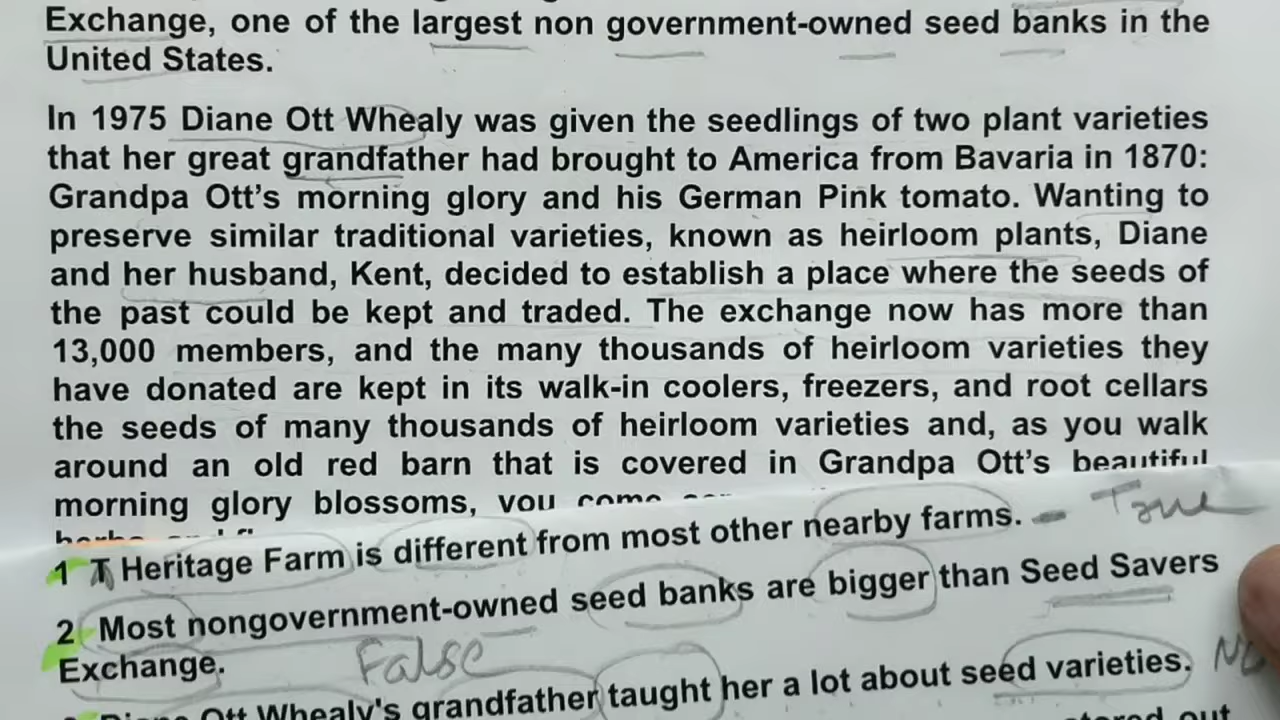 Exchange, one of the largest non government-owned seed banks in the
United States.
In 1975 Diane Ott Whealy was given the seedlings of two plant varieties
that her great grandfather had brought to America from Bavaria in 1870:
Grandpa Ott's morning glory and his German Pink tomato. Wanting to
preserve similar traditional varieties, known as heirloom plants, Diane
and her husband, Kent, decided to establish a place where the seeds of
the past could be kept and traded. The exchange now has more than
13,000 members, and the many thousands of heirloom varieties they
have donated are kept in its walk-in coolers, freezers, and root cellars
the seeds of many thousands of heirloom varieties and, as you walk
around an old red barn that is covered in Grandpa Ott's beautiful
morning glory blossoms, you come
1 T Heritage Farm is different from most other nearby farms. - True
2 Most nongovernment-owned seed banks are bigger than Seed Savers
Exchange. False
Ott Whealy's grandfather taught her a lot about seed varieties.
out